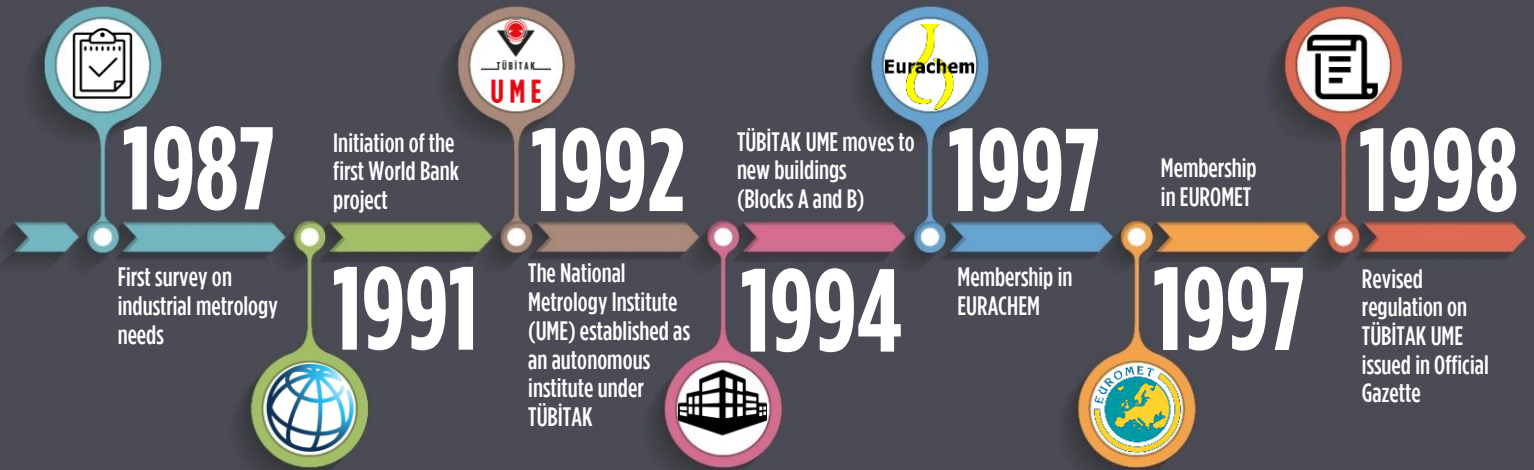 1987
First survey on
industrial metrology
needs
Initiation of the
first World Bank
project
1991
TÜBİTAK
UME
1992
The National
Metrology Institute
(UME) established as
an autonomous
institute under
TÜBİTAK
TÜBİTAK UME moves to
new buildings
(Blocks A and B)
1994
Eurachem
1997
Membership in
EURACHEM
Membership
in EUROMET
1997
EUROMET
1998
Revised
regulation on
TÜBİTAK UME
issued in Official
Gazette